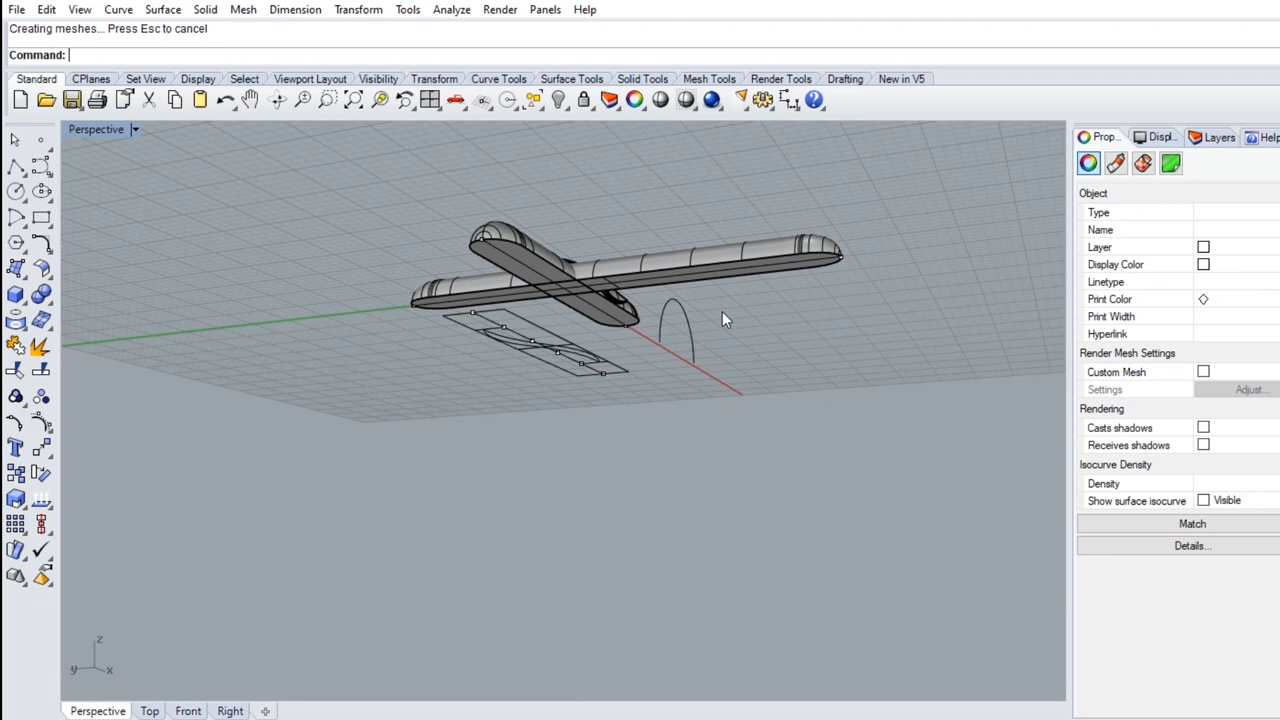 File Edit View Curve Surface Solid Mesh Dimension Transform Tools Analyze Render Panels Help
Creating meshes... Press Esc to cancel
Command:
Standard CPlanes Set View Display Select Viewport Layout Visibility Transform Curve Tools Surface Tools Solid Tools Mesh Tools Render Tools Drafting New in V5
Perspective
Prop... Displ... Layers Help
Object
Type
Name
Layer
Display Color
Linetype
Print Color
Print Width
Hyperlink
Render Mesh Settings
Custom Mesh
Settings Adjust...
Rendering
Casts shadows
Receives shadows
Isocurve Density
Density
Show surface isocurve Visible
Match
Details...
z
y x
Perspective Top Front Right